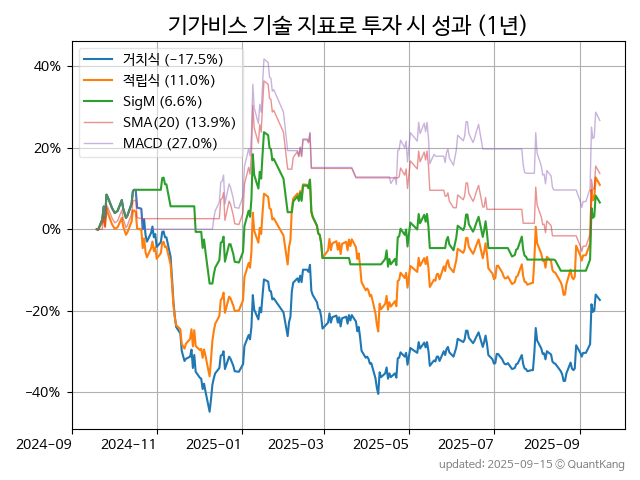 기가비스 기술 지표로 투자 시 성과 (1년)
거치식 (-17.5%)
적립식 (11.0%)
SigM (6.6%)
SMA(20) (13.9%)
MACD (27.0%)
40%
20%
0%
−20%
−40%
2024-09
2024-11
2025-01
2025-03
2025-05
2025-07
2025-09
updated: 2025-09-15 © QuantKang